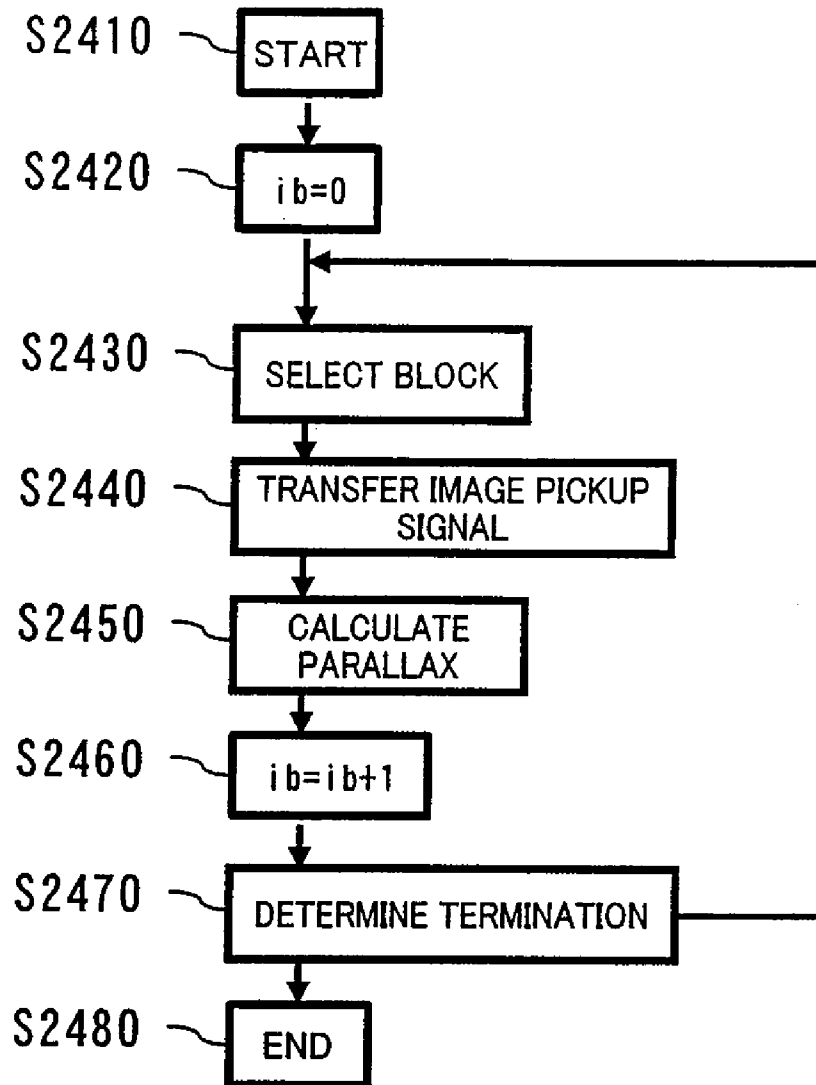 S2410
START
S2420
ib=0
S2430
SELECT BLOCK
S2440
TRANSFER IMAGE PICKUP
SIGNAL
S2450
CALCULATE
PARALLAX
S2460
ib=ib+1
S2470
DETERMINE TERMINATION
S2480
END